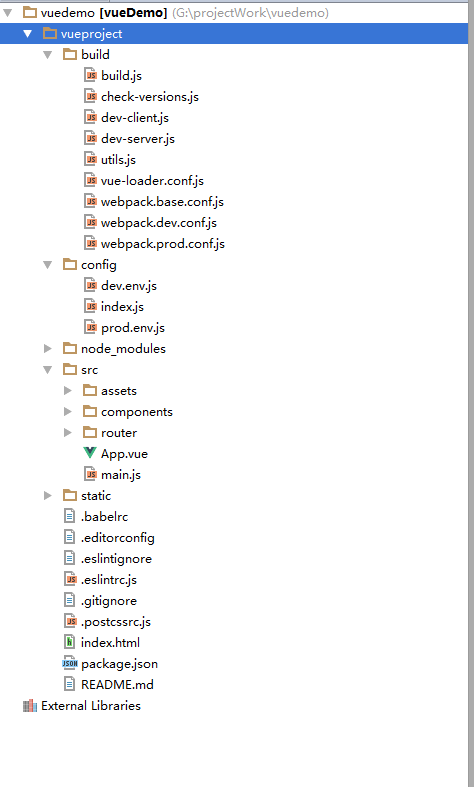 vuedemo [vueDemo] (G:\projectWork\vuedemo)
vueproject
build
build.js
check-versions.js
dev-client.js
dev-server.js
utils.js
vue-loader.conf.js
webpack.base.conf.js
webpack.dev.conf.js
webpack.prod.conf.js
config
dev.env.js
index.js
prod.env.js
node_modules
src
assets
components
router
App.vue
main.js
static
.babelrc
.editorconfig
.eslintignore
.eslintrc.js
.gitignore
.postcssrc.js
index.html
package.json
README.md
External Libraries